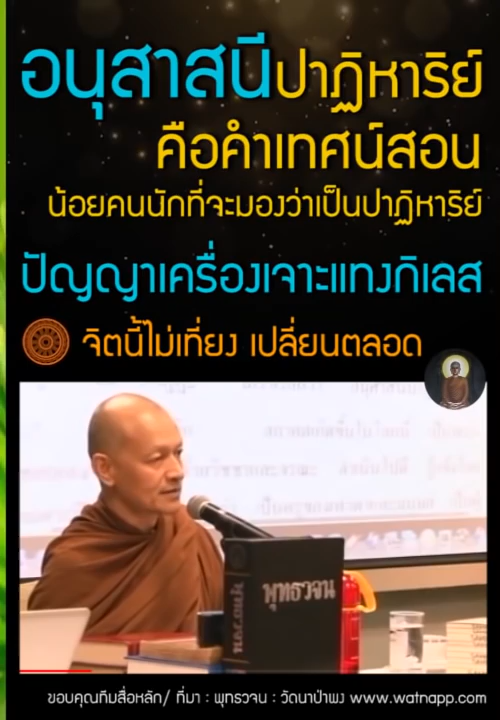 อนุสาสนีปาฏิหาริย์
คือคำเทศน์สอน
น้อยคนนักที่จะมองว่าเป็นปาฏิหาริย์
ปัญญาเครื่องเจาะแทงกิเลส
จิตนี้ไม่เที่ยง เปลี่ยนตลอด
พุทธวจน
พุทธวจน
ขอบคุณทีมสื่อหลัก/ ที่มา : พุทธวจน : วัดนาป่าพง www.watnapp.com